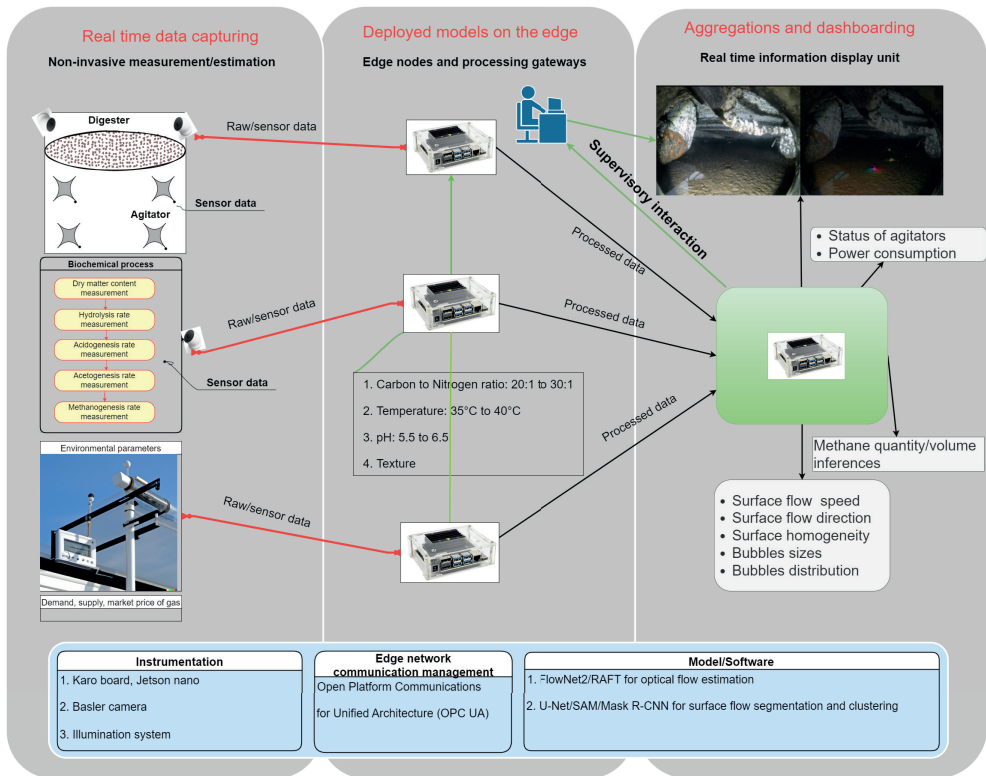 Real time data capturing
Non-invasive measurement/estimation
Digester
Agitator
Sensor data
Biochemical process
Dry matter content
measurement
Hydrolysis rate
measurement
Acidogenesis rate
measurement
Acetogenesis rate
measurement
Methanogenesis rate
measurement
Sensor data
Environmental parameters
Demand, supply, market price of gas
Raw/sensor data
Raw/sensor data
Raw/sensor data
Deployed models on the edge
Edge nodes and processing gateways
1. Carbon to Nitrogen ratio: 20:1 to 30:1
2. Temperature: 35°C to 40°C
3. pH: 5.5 to 6.5
4. Texture
Supervisory interaction
Processed data
Processed data
Processed data
Aggregations and dashboarding
Real time information display unit
• Status of agitators
• Power consumption
Methane quantity/volume
inferences
• Surface flow speed
• Surface flow direction
• Surface homogeneity
• Bubbles sizes
• Bubbles distribution
Instrumentation
1. Karo board, Jetson nano
2. Basler camera
3. Illumination system
Edge network
communication management
Open Platform Communications
for Unified Architecture (OPC UA)
Model/Software
1. FlowNet2/RAFT for optical flow estimation
2. U-Net/SAM/Mask R-CNN for surface flow segmentation and clustering